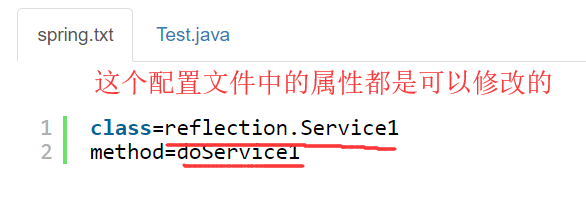 spring.txt
Test.java
这个配置文件中的属性都是可以修改的
1 class=reflection.Service1
2 method=doService1